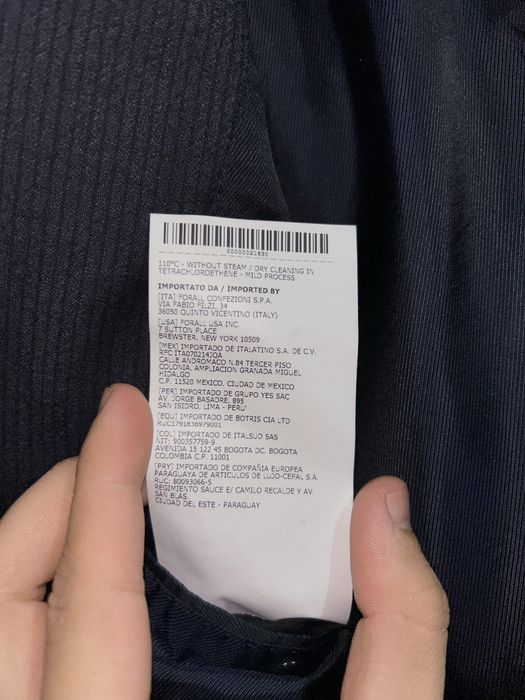 00000021630
110°C - WITHOUT STEAM / DRY CLEANING IN
TETRACHLOROETHENE - MILD PROCESS
IMPORTATO DA / IMPORTED BY
[ITA] FORALL CONFEZIONI S.P.A.
VIA FABIO FILZI, 34
36050 QUINTO VICENTINO (ITALY)
[USA] FORALL USA INC.
7 SUTTON PLACE
BREWSTER, NEW YORK 10509
[MEX] IMPORTADO DE ITALATINO S.A. DE C.V.
RFC ITA070214JQA
CALLE ANDROMACO N.84 TERCER PISO
COLONIA, AMPLIACION GRANADA MIGUEL
HIDALGO
C.P. 11520 MEXICO, CIUDAD DE MEXICO
[PER] IMPORTADO DE GRUPO YES SAC
AV. JORGE BASADRE, 895
SAN ISIDRO, LIMA - PERU'
[EQU] IMPORTADO DE BOTRIS CIA LTD
RUC1791836979001
[COL] IMPORTADO DE ITALSUD SAS
NIT: 900357759-9
AVENIDA 15 122 45 BOGOTA DC. BOGOTA
COLOMBIA C.P. 11001
[PRY] IMPORTADO DE COMPAÑIA EUROPEA
PARAGUAYA DE ARTICULOS DE LUJO-CEPAL S.A.
RUC: 80093066-5
REGIMIENTO SAUCE E/ CAMILO RECALDE Y AV.
SAN BLAS.
CIUDAD DEL ESTE - PARAGUAY